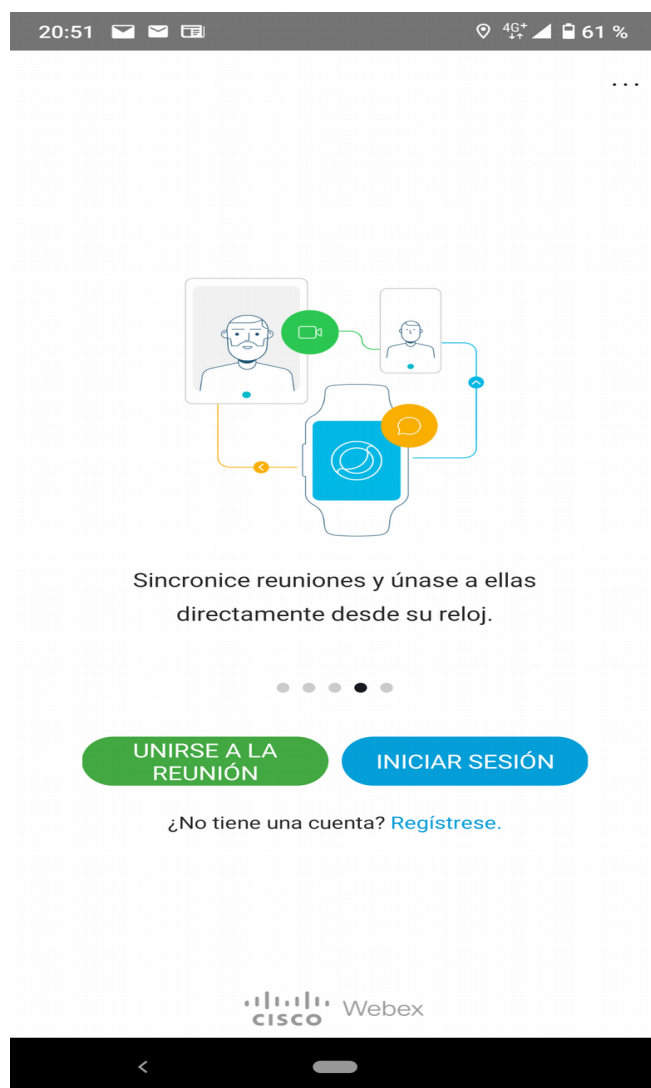 20:51 4G+ 61 %
...
Sincronice reuniones y únase a ellas
directamente desde su reloj.
UNIRSE A LA
REUNIÓN
INICIAR SESIÓN
¿No tiene una cuenta? Regístrese.
CISCO Webex